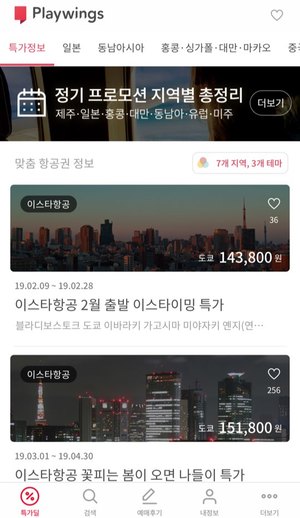 Playwings
특가정보 일본 동남아시아 홍콩·싱가폴·대만·마카오 중
정기 프로모션 지역별 총정리
제주·일본·홍콩·대만·동남아·유럽·미주
더보기
맞춤 항공권 정보
7개 지역, 3개 테마
이스타항공
36
도쿄 143,800원
19.02.09 ~ 19.02.28
이스타항공 2월 출발 이스타이밍 특가
블라디보스토크 도쿄 이바라키 가고시마 미야자키 옌지(연…
이스타항공
256
도쿄 151,800원
19.03.01 ~ 19.04.30
이스타항공 꽃피는 봄이 오면 나들이 특가
특가딜 검색 예매후기 내정보 더보기